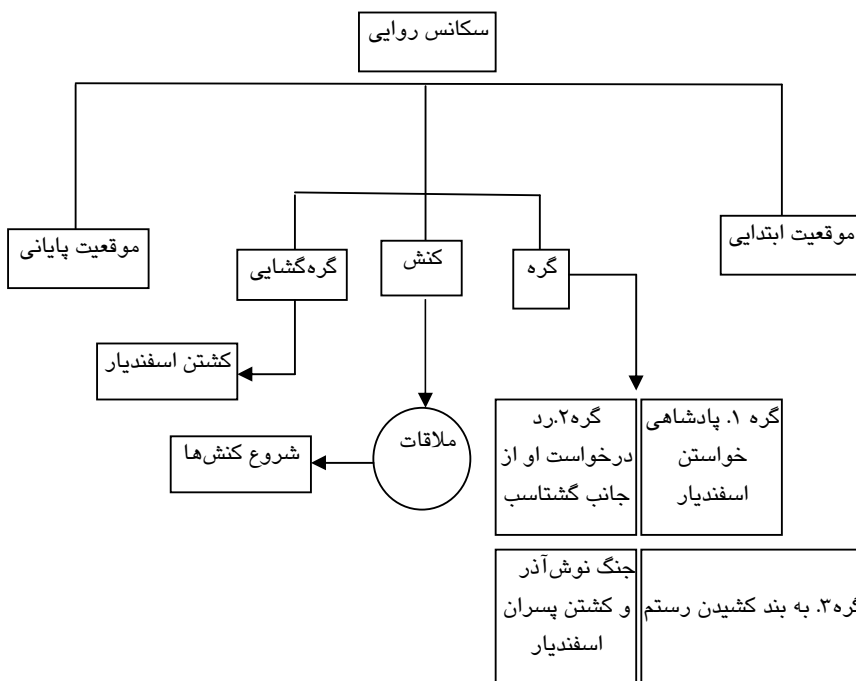 سکانس روایی
موقعیت ابتدایی
موقعیت پایانی
گره
کنش
گره‌گشایی
کشتن اسفندیار
ملاقات
شروع کنش‌ها
گره ۱. پادشاهی
خواستن
اسفندیار
گره۲.رد
درخواست او از
جانب گشتاسب
گره۳. به بند کشیدن رستم
جنگ نوش‌آذر
و کشتن پسران
اسفندیار